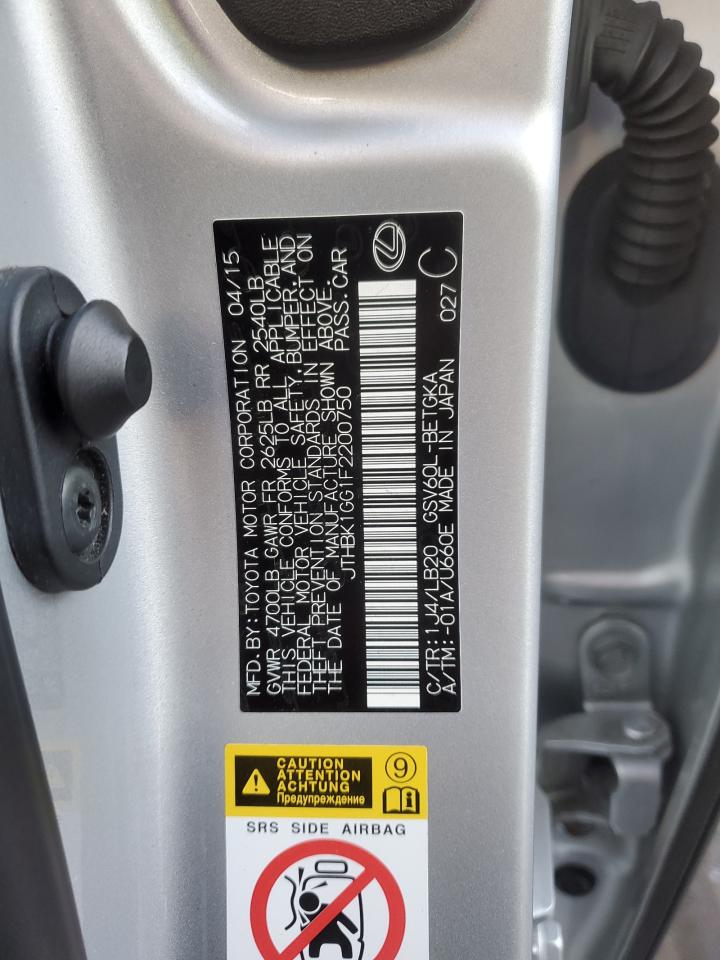 MFD. BY: TOYOTA MOTOR CORPORATION 04/15
GVWR 4700LB GAWR FR 2625LB RR 2540LB
THIS VEHICLE CONFORMS TO ALL APPLICABLE
FEDERAL MOTOR VEHICLE SAFETY, BUMPER, AND
THEFT PREVENTION STANDARDS IN EFFECT ON
THE DATE OF MANUFACTURE SHOWN ABOVE.
JTHBK1GG1F2200750 PASS. CAR
C/TR: 1J4/LB20 GSV60L-BETGKA 027 C
A/TM: -01A/U660E MADE IN JAPAN
CAUTION
ATTENTION
ACHTUNG
Предупреждение
9
SRS SIDE AIRBAG